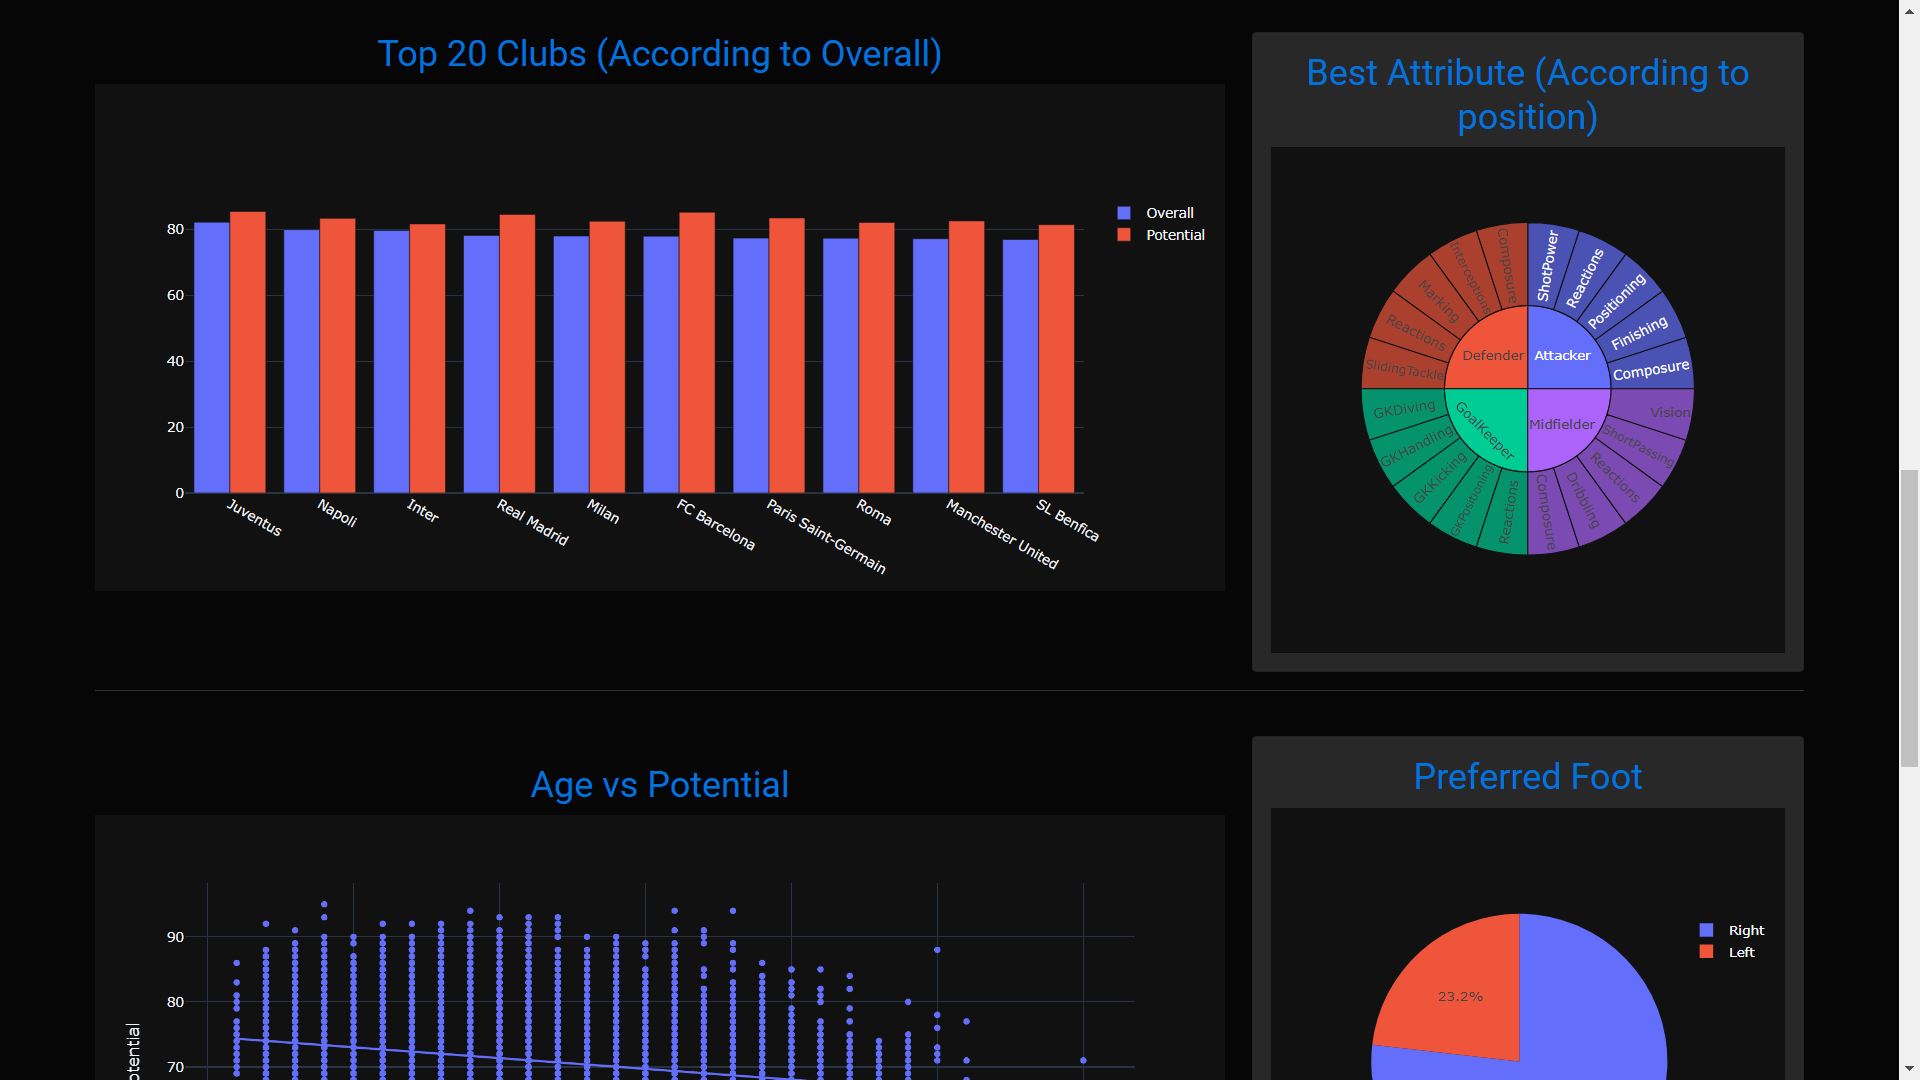 Top 20 Clubs (According to Overall)
80
60
40
20
0
Juventus
Napoli
Inter
Real Madrid
Milan
FC Barcelona
Paris Saint-Germain
Roma
Manchester United
SL Benfica
Overall
Potential
Best Attribute (According to
position)
Attacker
ShotPower
Reactions
Positioning
Finishing
Composure
Midfielder
Vision
ShortPassing
Reactions
Dribbling
Composure
GoalKeeper
Reactions
GKPositioning
GKKicking
GKHandling
GKDiving
Defender
SlidingTackle
Reactions
Marking
Interceptions
Composure
Age vs Potential
90
80
70
otential
Preferred Foot
23.2%
Right
Left